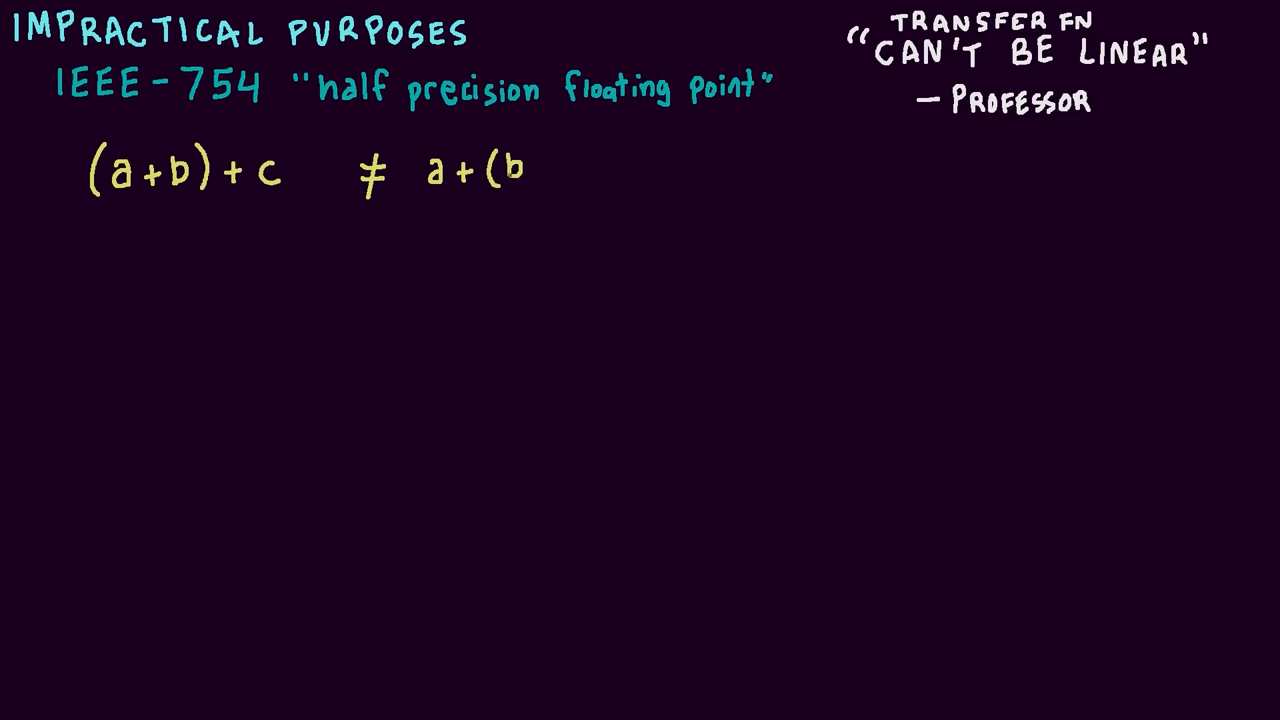 IMPRACTICAL PURPOSES
IEEE-754 "half precision floating point"
(a+b)+c ≠ a+(b
TRANSFER FN
"CAN'T BE LINEAR"
— PROFESSOR